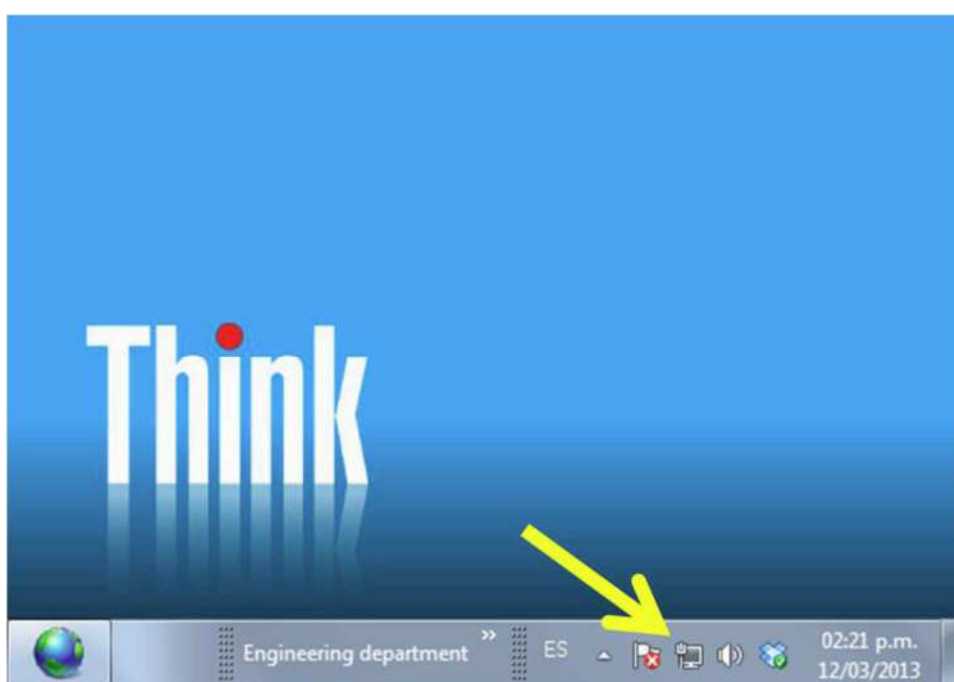 Think
Engineering department
»
ES
02:21 p.m.
12/03/2013